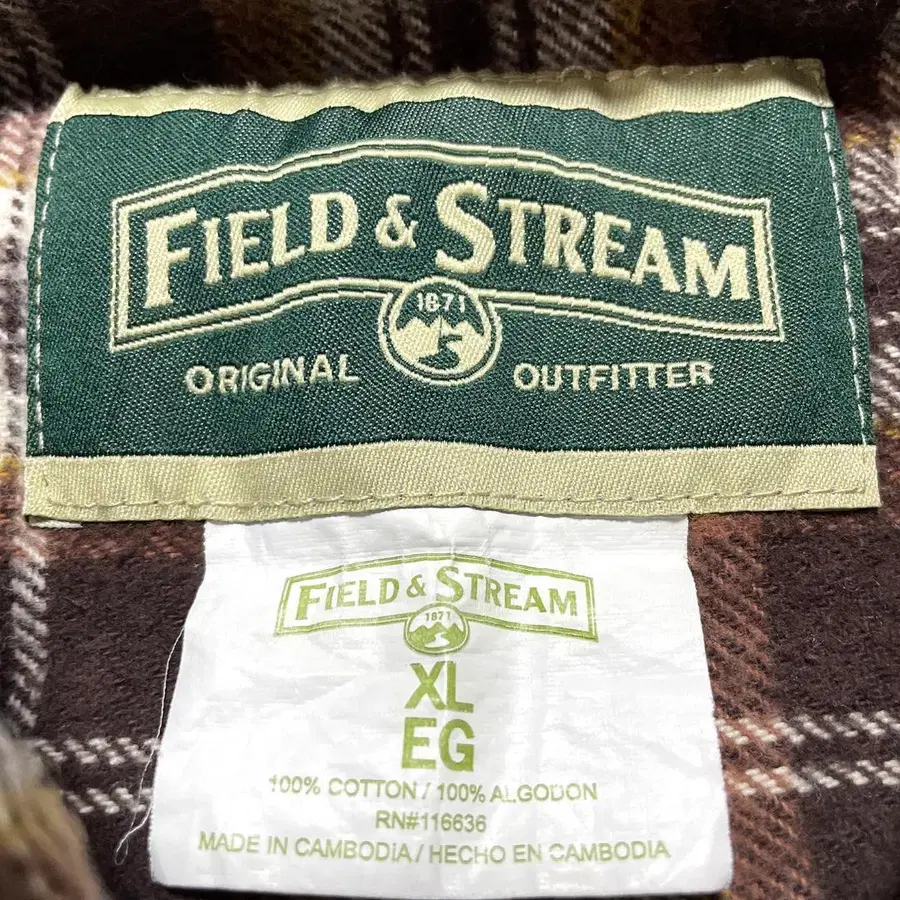 FIELD & STREAM
1871
ORIGINAL OUTFITTER
FIELD & STREAM
1871
XL
EG
100% COTTON / 100% ALGODON
RN#116636
MADE IN CAMBODIA / HECHO EN CAMBODIA